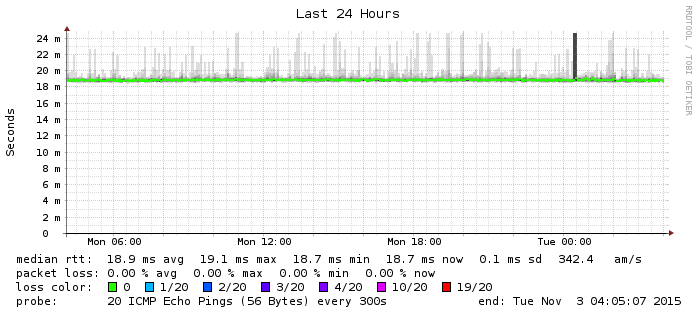 Last 24 Hours
RRDTOOL / TOBI OETIKER
Seconds
24 m
22 m
20 m
18 m
16 m
14 m
12 m
10 m
8 m
6 m
4 m
2 m
0
Mon 06:00 Mon 12:00 Mon 18:00 Tue 00:00
median rtt: 18.9 ms avg 19.1 ms max 18.7 ms min 18.7 ms now 0.1 ms sd 342.4 am/s
packet loss: 0.00 % avg 0.00 % max 0.00 % min 0.00 % now
loss color: 0 1/20 2/20 3/20 4/20 10/20 19/20
probe: 20 ICMP Echo Pings (56 Bytes) every 300s end: Tue Nov 3 04:05:07 2015